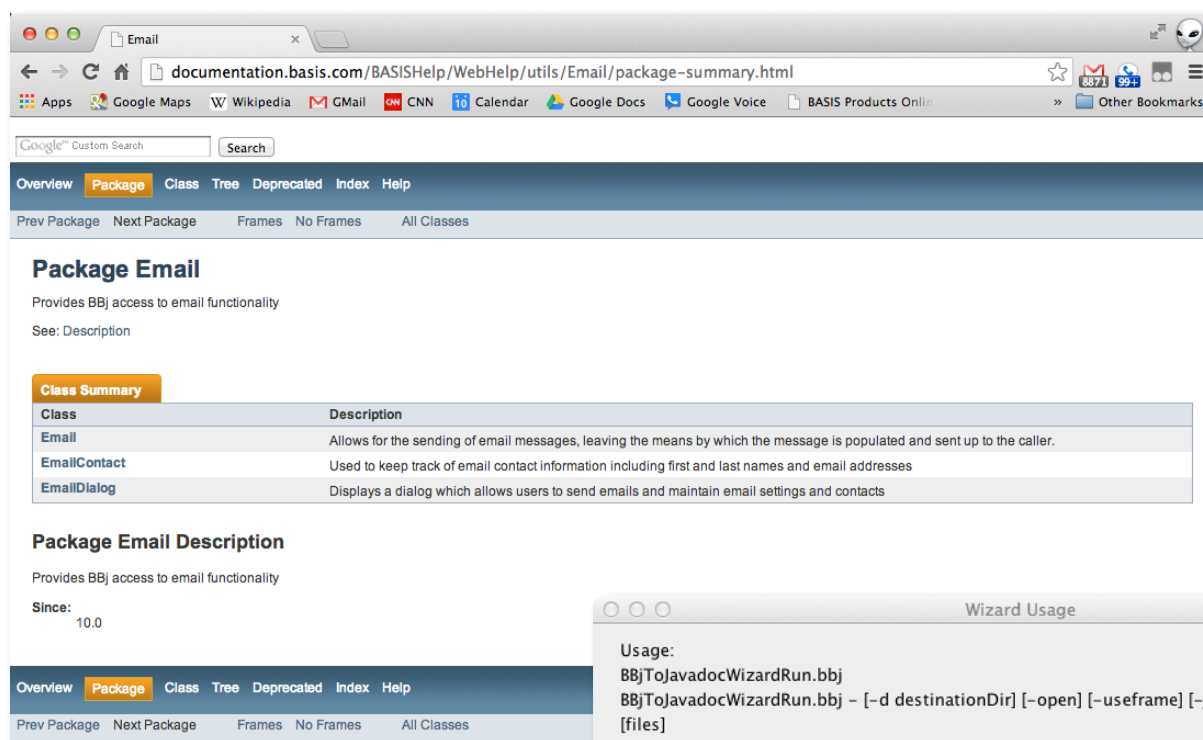 Email
documentation.basis.com/BASISHelp/WebHelp/utils/Email/package-summary.html
8871 99+
Apps Google Maps W Wikipedia GMail CNN CNN 10 Calendar Google Docs Google Voice BASIS Products Onlin » Other Bookmarks
Google™ Custom Search Search
Overview Package Class Tree Deprecated Index Help
Prev Package Next Package Frames No Frames All Classes
Package Email
Provides BBj access to email functionality
See: Description
Class Summary
Class Description
Email Allows for the sending of email messages, leaving the means by which the message is populated and sent up to the caller.
EmailContact Used to keep track of email contact information including first and last names and email addresses
EmailDialog Displays a dialog which allows users to send emails and maintain email settings and contacts
Package Email Description
Provides BBj access to email functionality
Since:
10.0
Wizard Usage
Usage:
BBjToJavadocWizardRun.bbj
BBjToJavadocWizardRun.bbj – [-d destinationDir] [-open] [-useframe] [-
[files]
Overview Package Class Tree Deprecated Index Help
Prev Package Next Package Frames No Frames All Classes